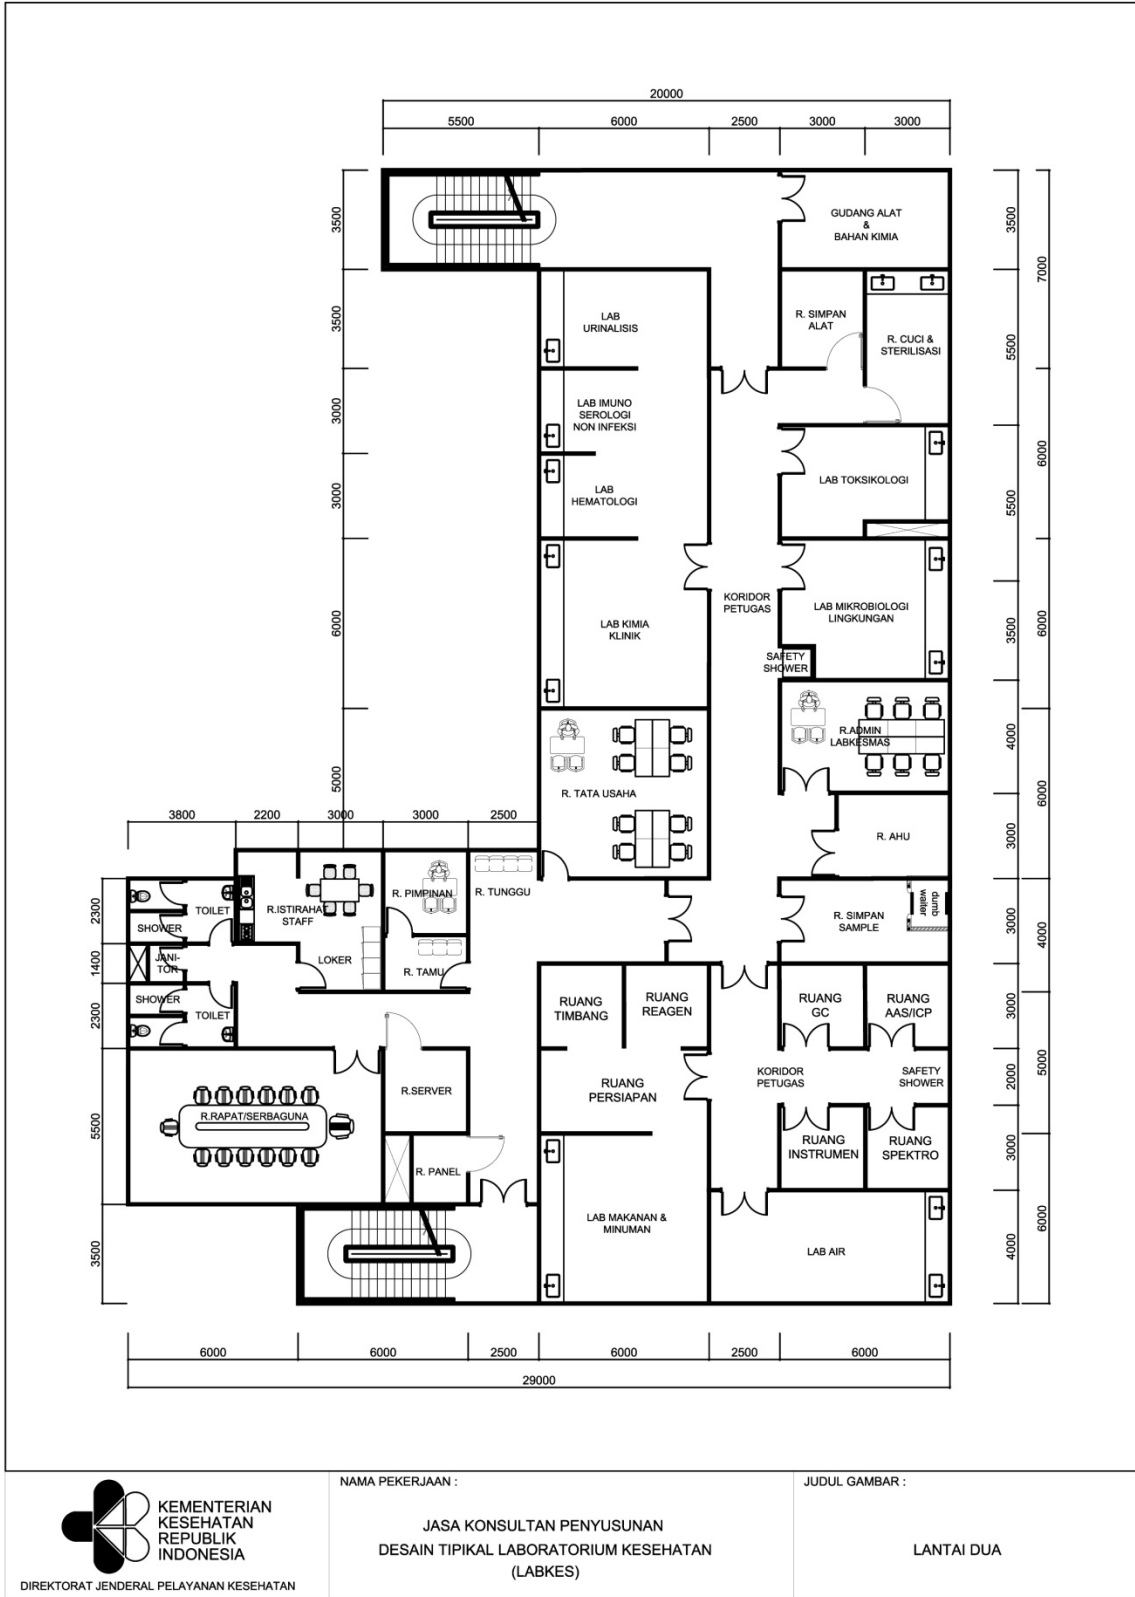 20000
5500
6000
2500
3000
3000
3500
3500
3000
3000
6000
5000
3500
5500
5500
3500
4000
3000
3000
3000
2000
3000
4000
7000
6000
6000
6000
4000
5000
6000
GUDANG ALAT
&
BAHAN KIMIA
LAB
URINALISIS
R. SIMPAN
ALAT
R. CUCI &
STERILISASI
LAB IMUNO
SEROLOGI
NON INFEKSI
LAB
HEMATOLOGI
LAB TOKSIKOLOGI
KORIDOR
PETUGAS
LAB MIKROBIOLOGI
LINGKUNGAN
LAB KIMIA
KLINIK
SAFETY
SHOWER
R.ADMIN
LABKESMAS
R. TATA USAHA
R. AHU
3800
2200
3000
3000
2500
2300
1400
2300
5500
3500
TOILET
SHOWER
JANI-
TOR
SHOWER
TOILET
R.ISTIRAHAT
STAFF
LOKER
R. PIMPINAN
R. TAMU
R. TUNGGU
R. SIMPAN
SAMPLE
dumb
waiter
RUANG
TIMBANG
RUANG
REAGEN
RUANG
GC
RUANG
AAS/ICP
R.SERVER
RUANG
PERSIAPAN
KORIDOR
PETUGAS
SAFETY
SHOWER
R.RAPAT/SERBAGUNA
R. PANEL
RUANG
INSTRUMEN
RUANG
SPEKTRO
LAB MAKANAN &
MINUMAN
LAB AIR
6000
6000
2500
6000
2500
6000
29000
KEMENTERIAN
KESEHATAN
REPUBLIK
INDONESIA
DIREKTORAT JENDERAL PELAYANAN KESEHATAN
NAMA PEKERJAAN :
JASA KONSULTAN PENYUSUNAN
DESAIN TIPIKAL LABORATORIUM KESEHATAN
(LABKES)
JUDUL GAMBAR :
LANTAI DUA